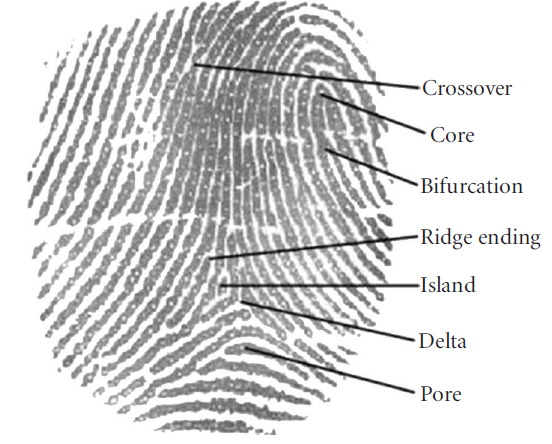 Crossover
Core
Bifurcation
Ridge ending
Island
Delta
Pore